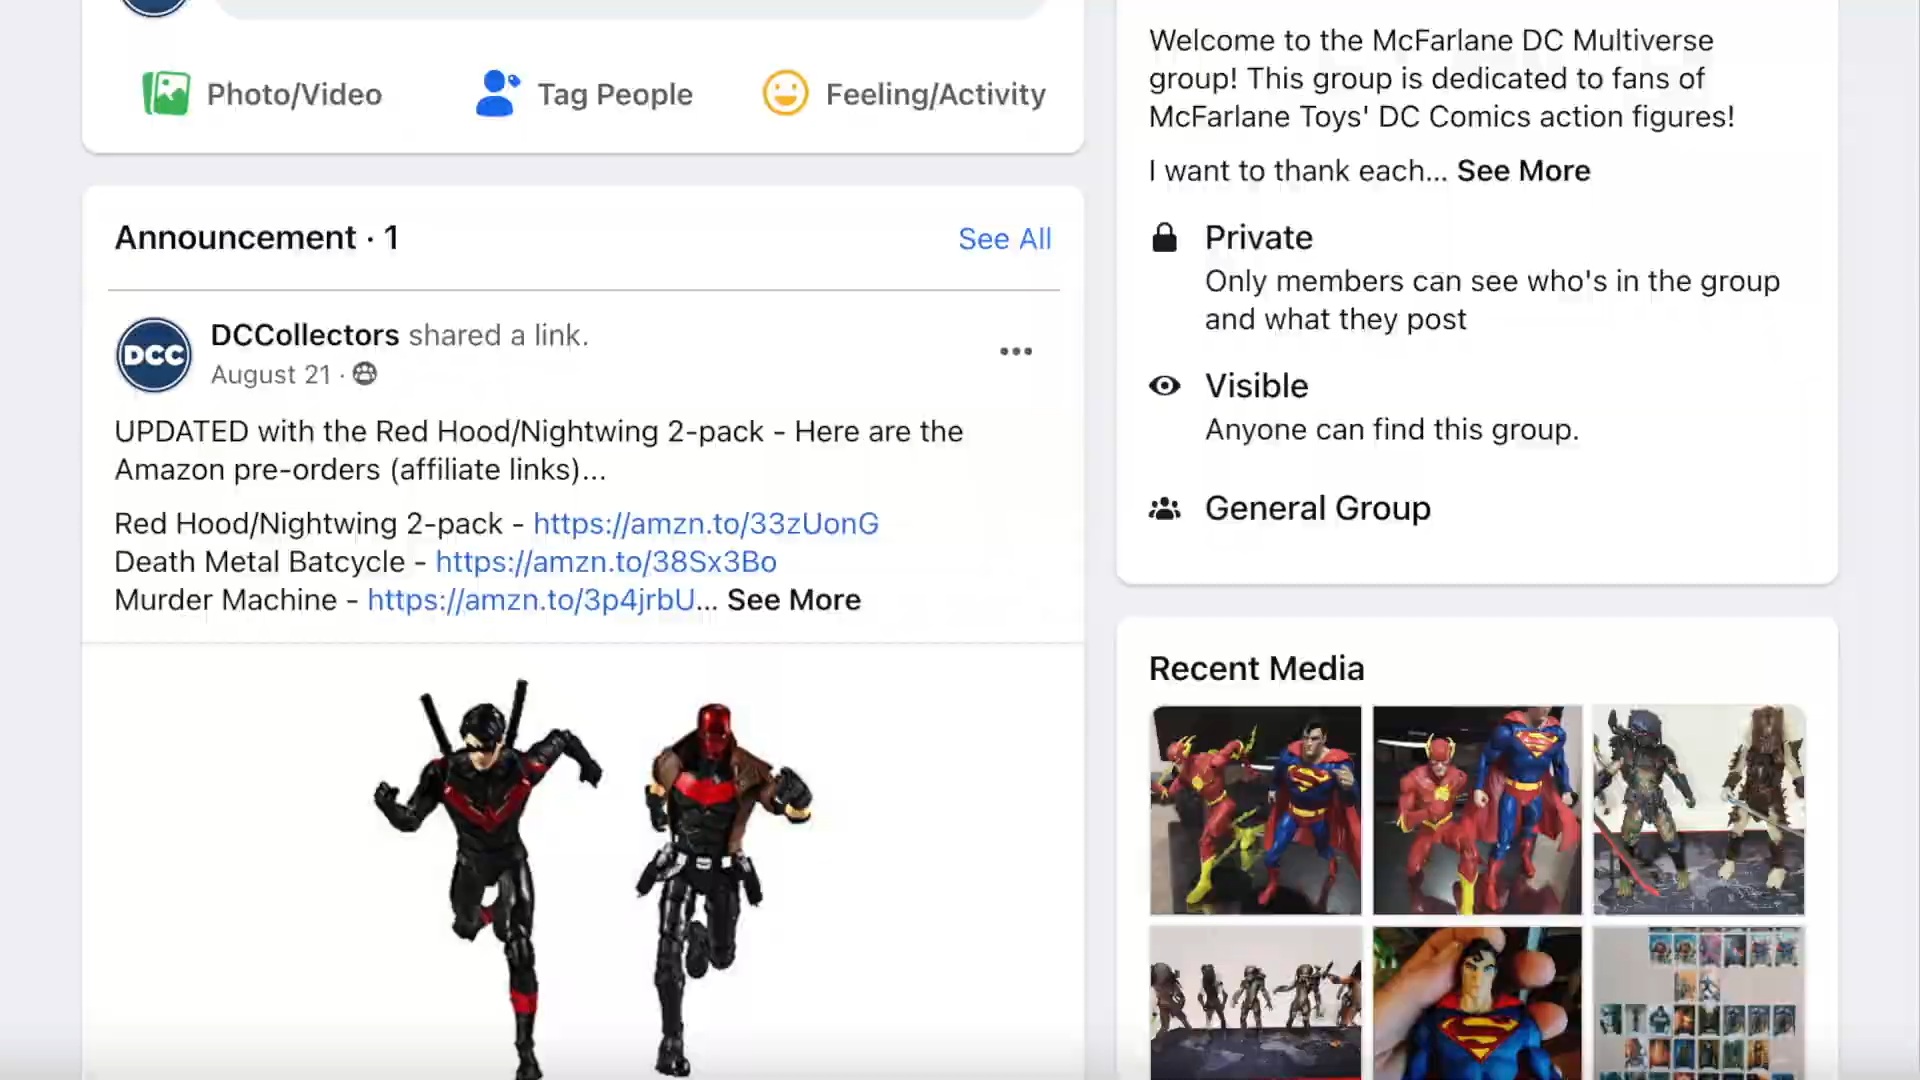 Photo/Video
Tag People
Feeling/Activity
Announcement · 1
See All
DCC
DCCollectors shared a link.
August 21 ·
UPDATED with the Red Hood/Nightwing 2-pack - Here are the
Amazon pre-orders (affiliate links)...
Red Hood/Nightwing 2-pack - https://amzn.to/33zUonG
Death Metal Batcycle - https://amzn.to/38Sx3Bo
Murder Machine - https://amzn.to/3p4jrbU... See More
Welcome to the McFarlane DC Multiverse
group! This group is dedicated to fans of
McFarlane Toys' DC Comics action figures!
I want to thank each... See More
Private
Only members can see who's in the group
and what they post
Visible
Anyone can find this group.
General Group
Recent Media